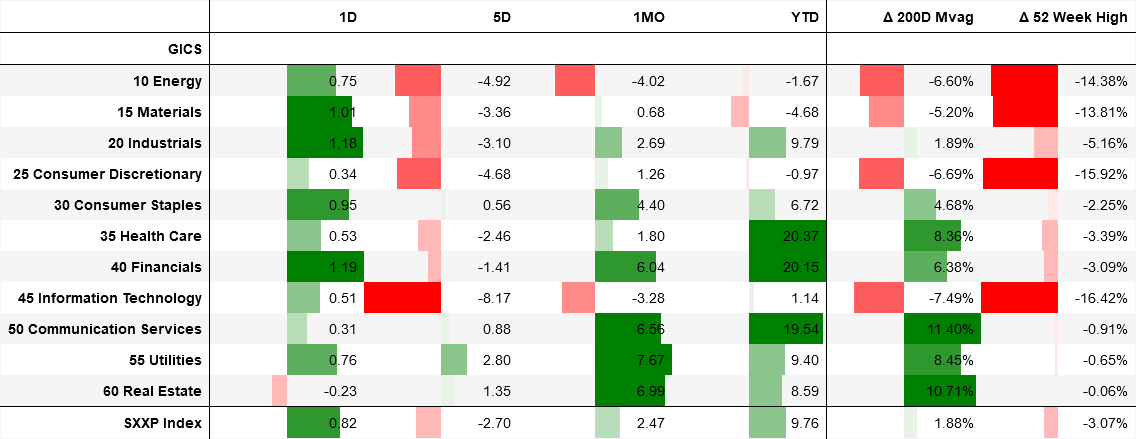 1D 5D 1MO YTD Δ 200D Mvag Δ 52 Week High
GICS
10 Energy 0.75 -4.92 -4.02 -1.67 -6.60% -14.38%
15 Materials 1.01 -3.36 0.68 -4.68 -5.20% -13.81%
20 Industrials 1.18 -3.10 2.69 9.79 1.89% -5.16%
25 Consumer Discretionary 0.34 -4.68 1.26 -0.97 -6.69% -15.92%
30 Consumer Staples 0.95 0.56 4.40 6.72 4.68% -2.25%
35 Health Care 0.53 -2.46 1.80 20.37 8.36% -3.39%
40 Financials 1.19 -1.41 6.04 20.15 6.38% -3.09%
45 Information Technology 0.51 -8.17 -3.28 1.14 -7.49% -16.42%
50 Communication Services 0.31 0.88 6.56 19.54 11.40% -0.91%
55 Utilities 0.76 2.80 7.67 9.40 8.45% -0.65%
60 Real Estate -0.23 1.35 6.99 8.59 10.71% -0.06%
SXXP Index 0.82 -2.70 2.47 9.76 1.88% -3.07%